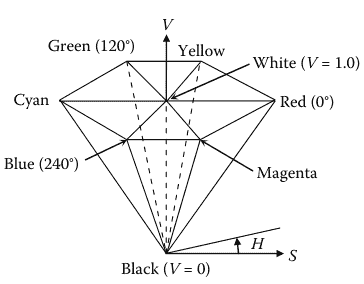 V
Green (120°)
Yellow
White (V = 1.0)
Cyan
Red (0°)
Blue (240°)
Magenta
H
S
Black (V = 0)